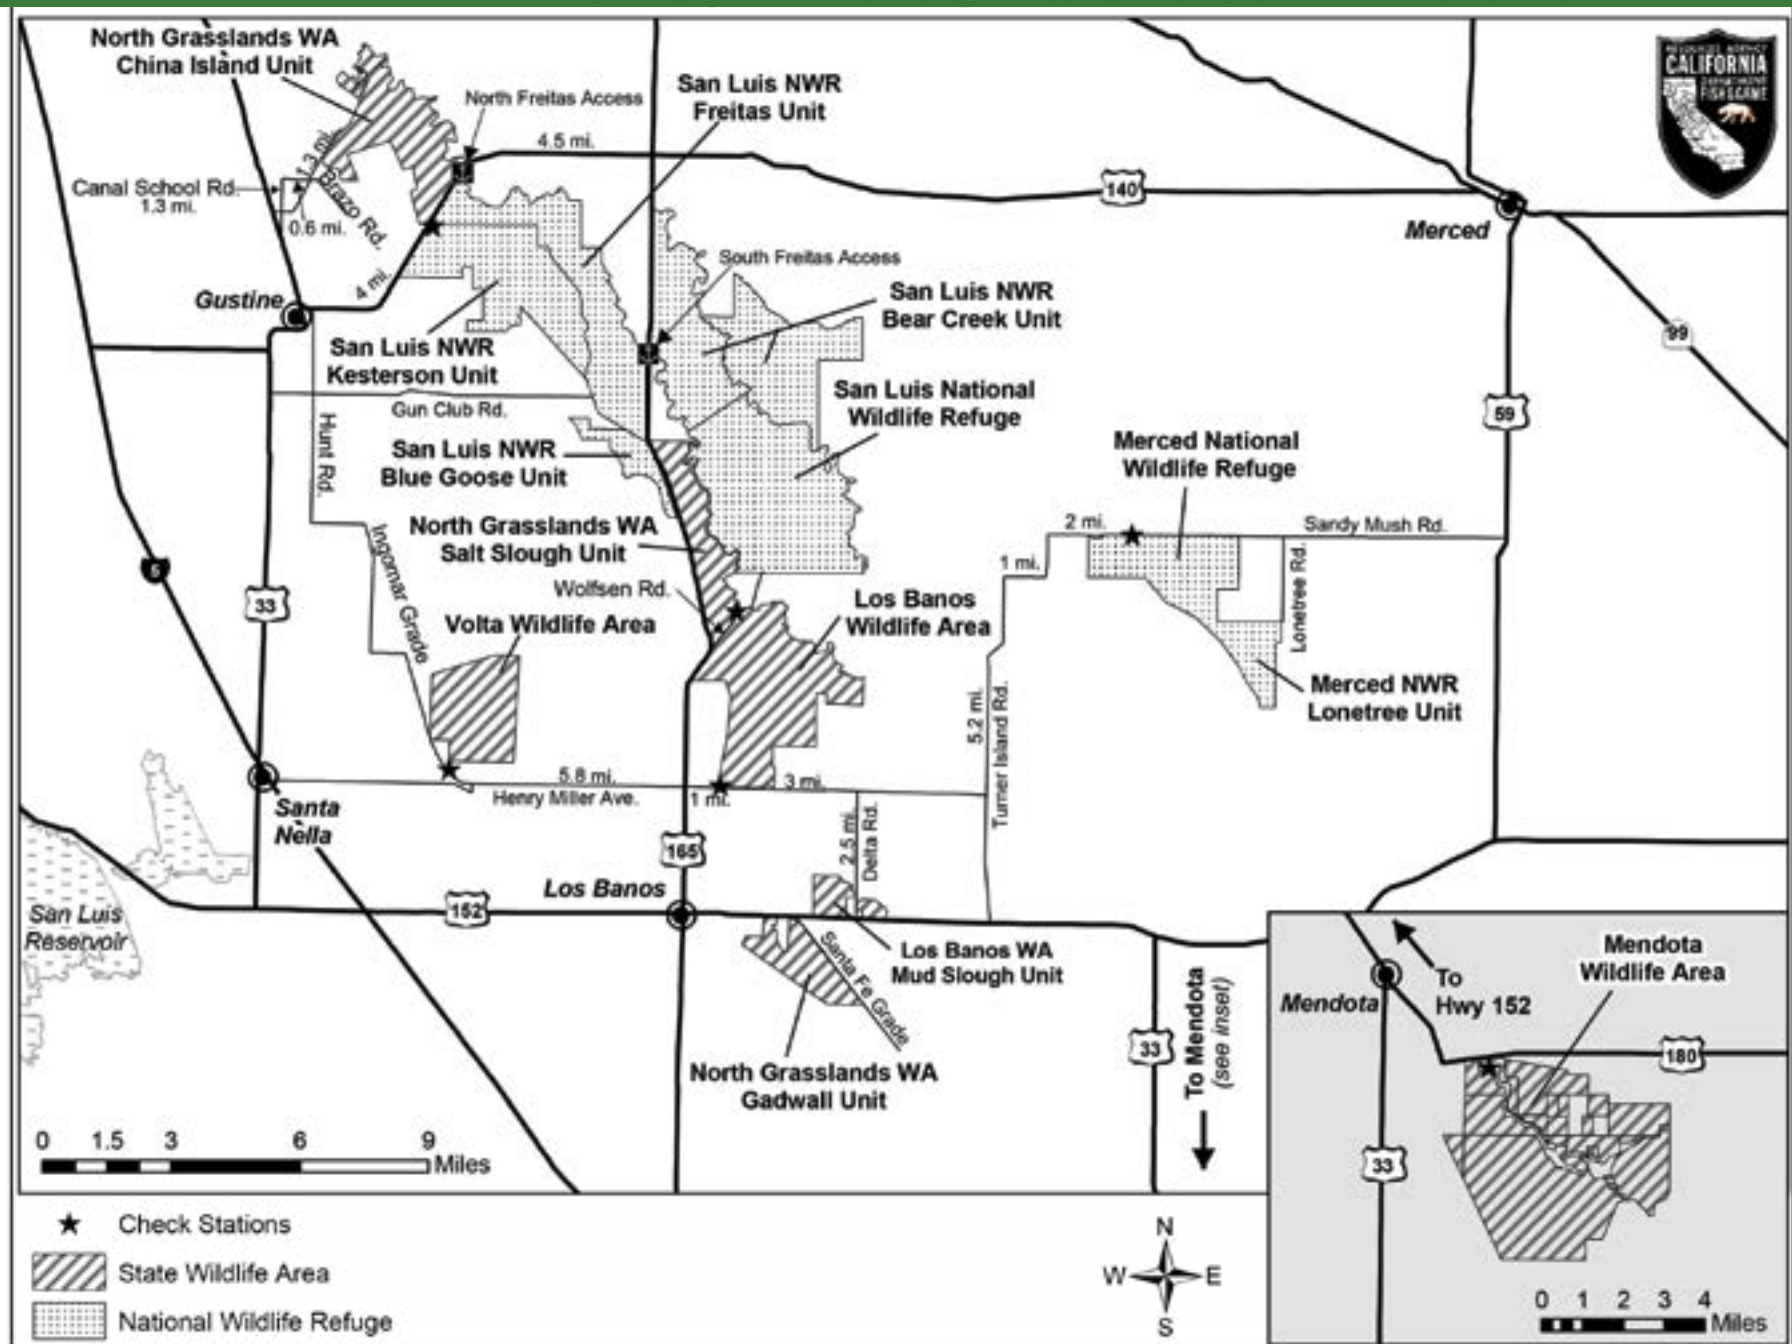 North Grasslands WA
China Island Unit
North Freitas Access
San Luis NWR
Freitas Unit
CALIFORNIA
FISH & GAME
4.5 mi.
1.3 mi.
Canal School Rd.
1.3 mi.
Brazo Rd.
0.6 mi.
140
Merced
South Freitas Access
4 mi.
Gustine
San Luis NWR
Bear Creek Unit
99
San Luis NWR
Kesterson Unit
San Luis National
Wildlife Refuge
Gun Club Rd.
59
Hunt Rd.
San Luis NWR
Blue Goose Unit
Merced National
Wildlife Refuge
North Grasslands WA
Salt Slough Unit
2 mi.
Sandy Mush Rd.
Ingomar Grade
1 mi.
5
Wolfsen Rd.
Lonetree Rd.
33
Los Banos
Wildlife Area
Volta Wildlife Area
Merced NWR
Lonetree Unit
5.2 mi.
Turner Island Rd.
5.8 mi.
3 mi.
Henry Miller Ave.
1 mi.
Santa
Nella
2.5 mi.
Delta Rd.
165
Los Banos
San Luis
Reservoir
152
Santa Fe Grade
Los Banos WA
Mud Slough Unit
Mendota
Wildlife Area
To
Hwy 152
Mendota
To Mendota
(see inset)
33
180
North Grasslands WA
Gadwall Unit
0 1.5 3 6 9
Miles
33
Check Stations
State Wildlife Area
National Wildlife Refuge
N
W E
S
0 1 2 3 4
Miles